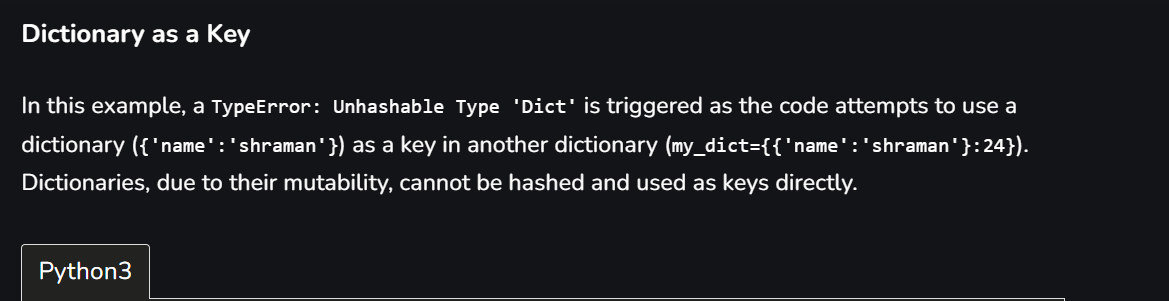 Dictionary as a Key
In this example, a TypeError: Unhashable Type 'Dict' is triggered as the code attempts to use a
dictionary ({'name':'shraman'}) as a key in another dictionary (my_dict={{'name':'shraman'}:24}).
Dictionaries, due to their mutability, cannot be hashed and used as keys directly.
Python3